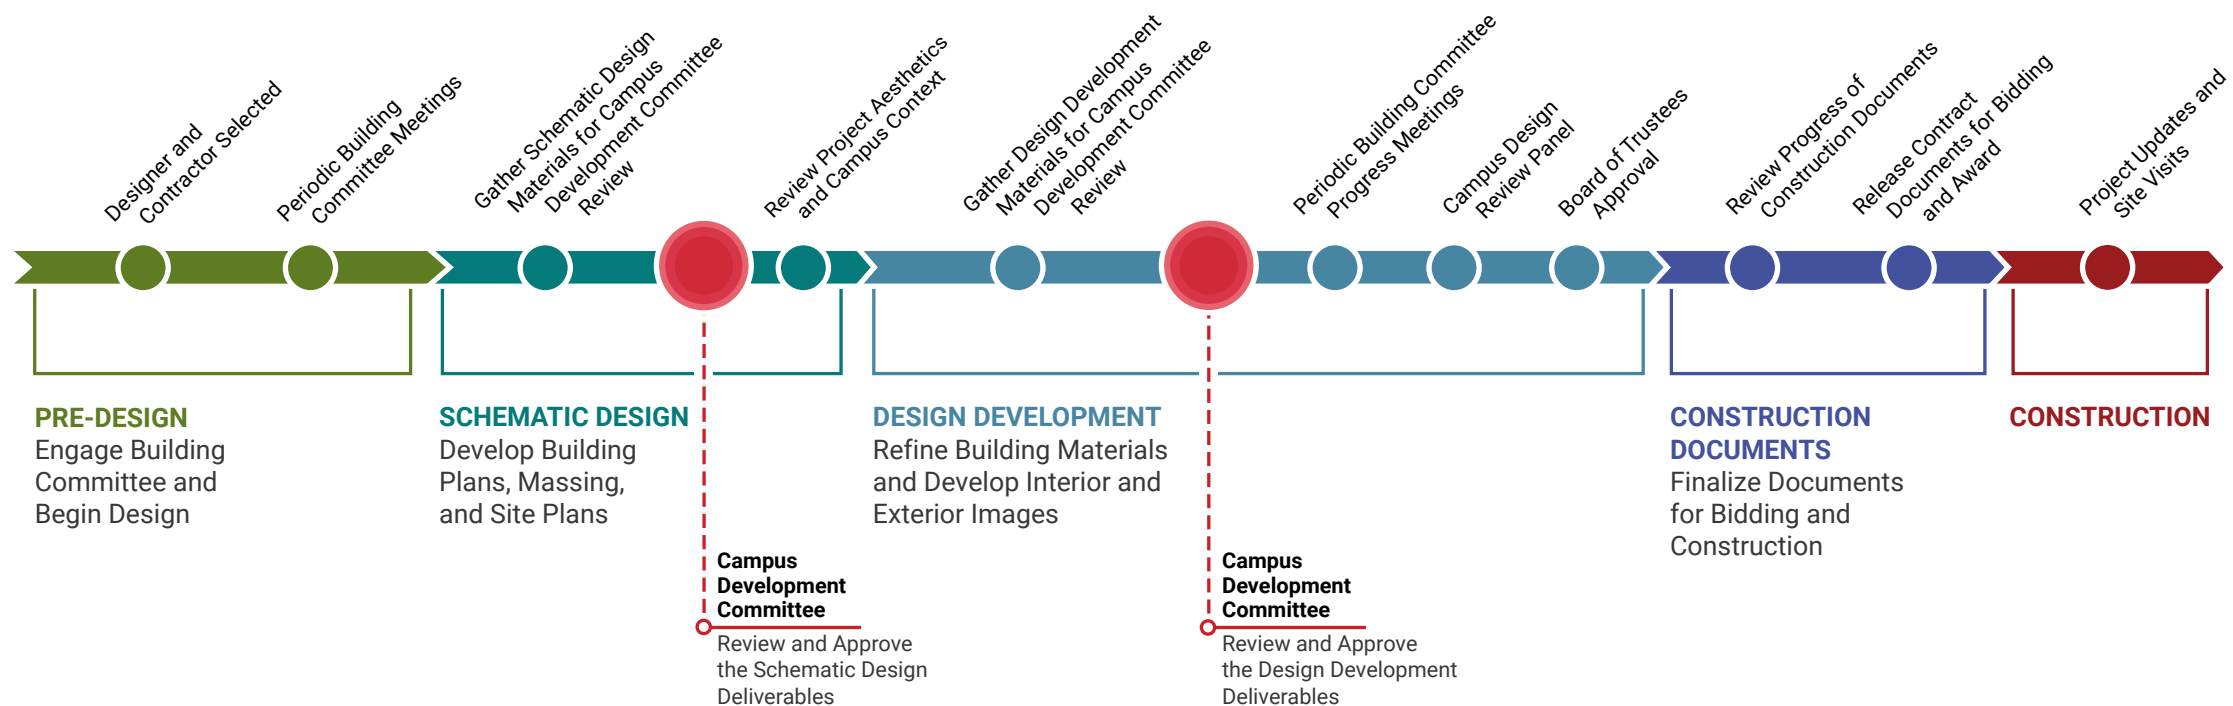 Designer and
Contractor Selected
Periodic Building
Committee Meetings
Gather Schematic Design
Materials for Campus
Development Committee
Review
Review Project Aesthetics
and Campus Context
Gather Design Development
Materials for Campus
Development Committee
Review
Periodic Building Committee
Progress Meetings
Campus Design
Review Panel
Board of Trustees
Approval
Review Progress of
Construction Documents
Release Contract
Documents for Bidding
and Award
Project Updates and
Site Visits
PRE-DESIGN
Engage Building
Committee and
Begin Design
SCHEMATIC DESIGN
Develop Building
Plans, Massing,
and Site Plans
DESIGN DEVELOPMENT
Refine Building Materials
and Develop Interior and
Exterior Images
CONSTRUCTION
DOCUMENTS
Finalize Documents
for Bidding and
Construction
CONSTRUCTION
Campus
Development
Committee
Review and Approve
the Schematic Design
Deliverables
Campus
Development
Committee
Review and Approve
the Design Development
Deliverables